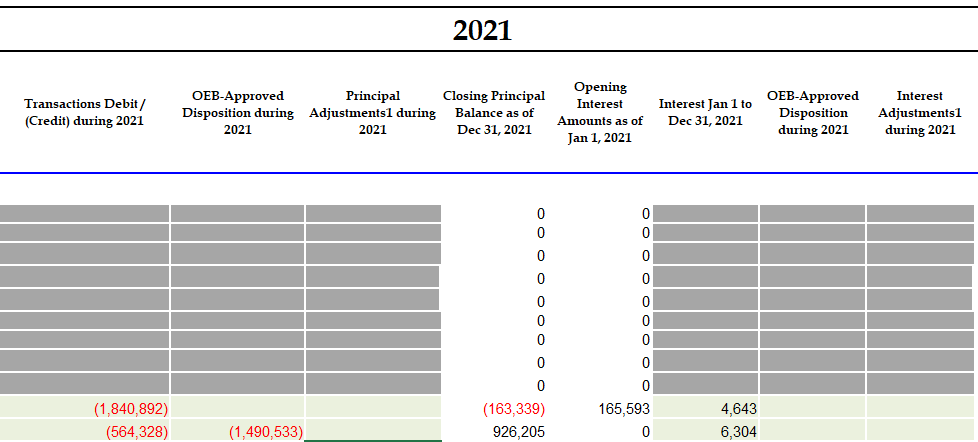 2021
Transactions Debit / (Credit) during 2021
OEB-Approved Disposition during 2021
Principal Adjustments1 during 2021
Closing Principal Balance as of Dec 31, 2021
Opening Interest Amounts as of Jan 1, 2021
Interest Jan 1 to Dec 31, 2021
OEB-Approved Disposition during 2021
Interest Adjustments1 during 2021
0 0
0 0
0 0
0 0
0 0
0 0
0 0
0 0
0 0
(1,840,892) (163,339) 165,593 4,643
(564,328) (1,490,533) 926,205 0 6,304